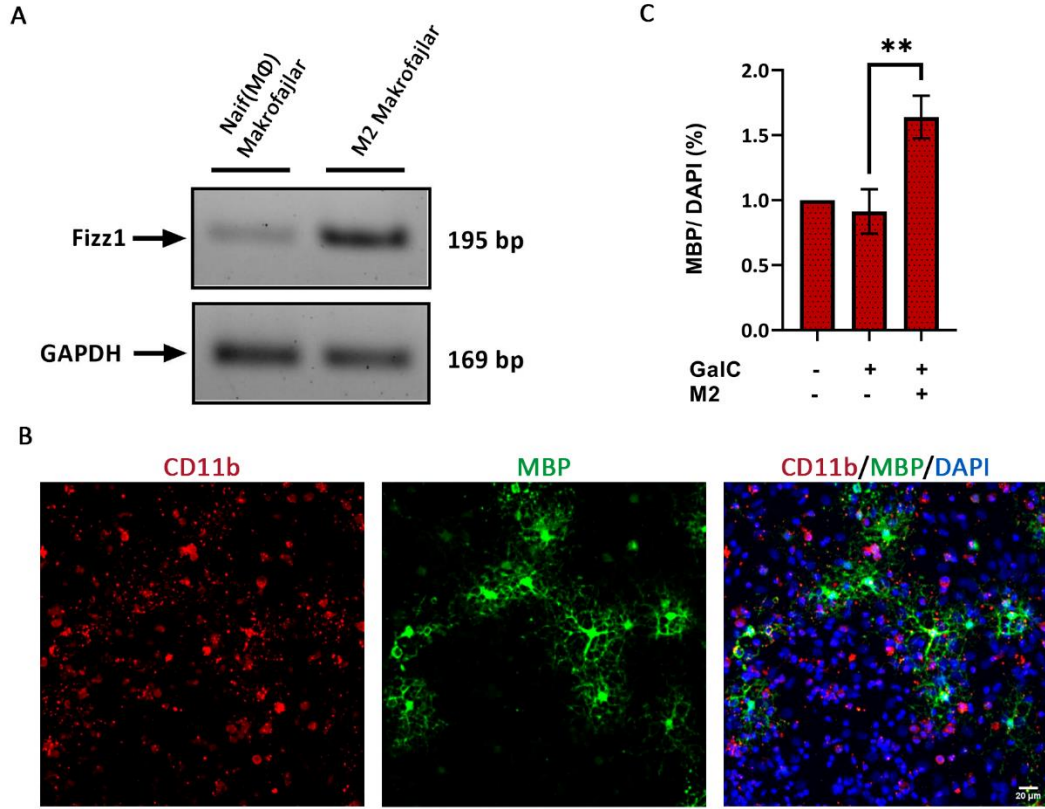 A
Naif(MΦ)
Makrofajlar
M2 Makrofajlar
Fizz1
195 bp
GAPDH
169 bp
C
**
2.0
1.5
1.0
0.5
0.0
MBP/ DAPI (%)
GalC - + +
M2 - - +
B
CD11b
MBP
CD11b/MBP/DAPI
20 µm